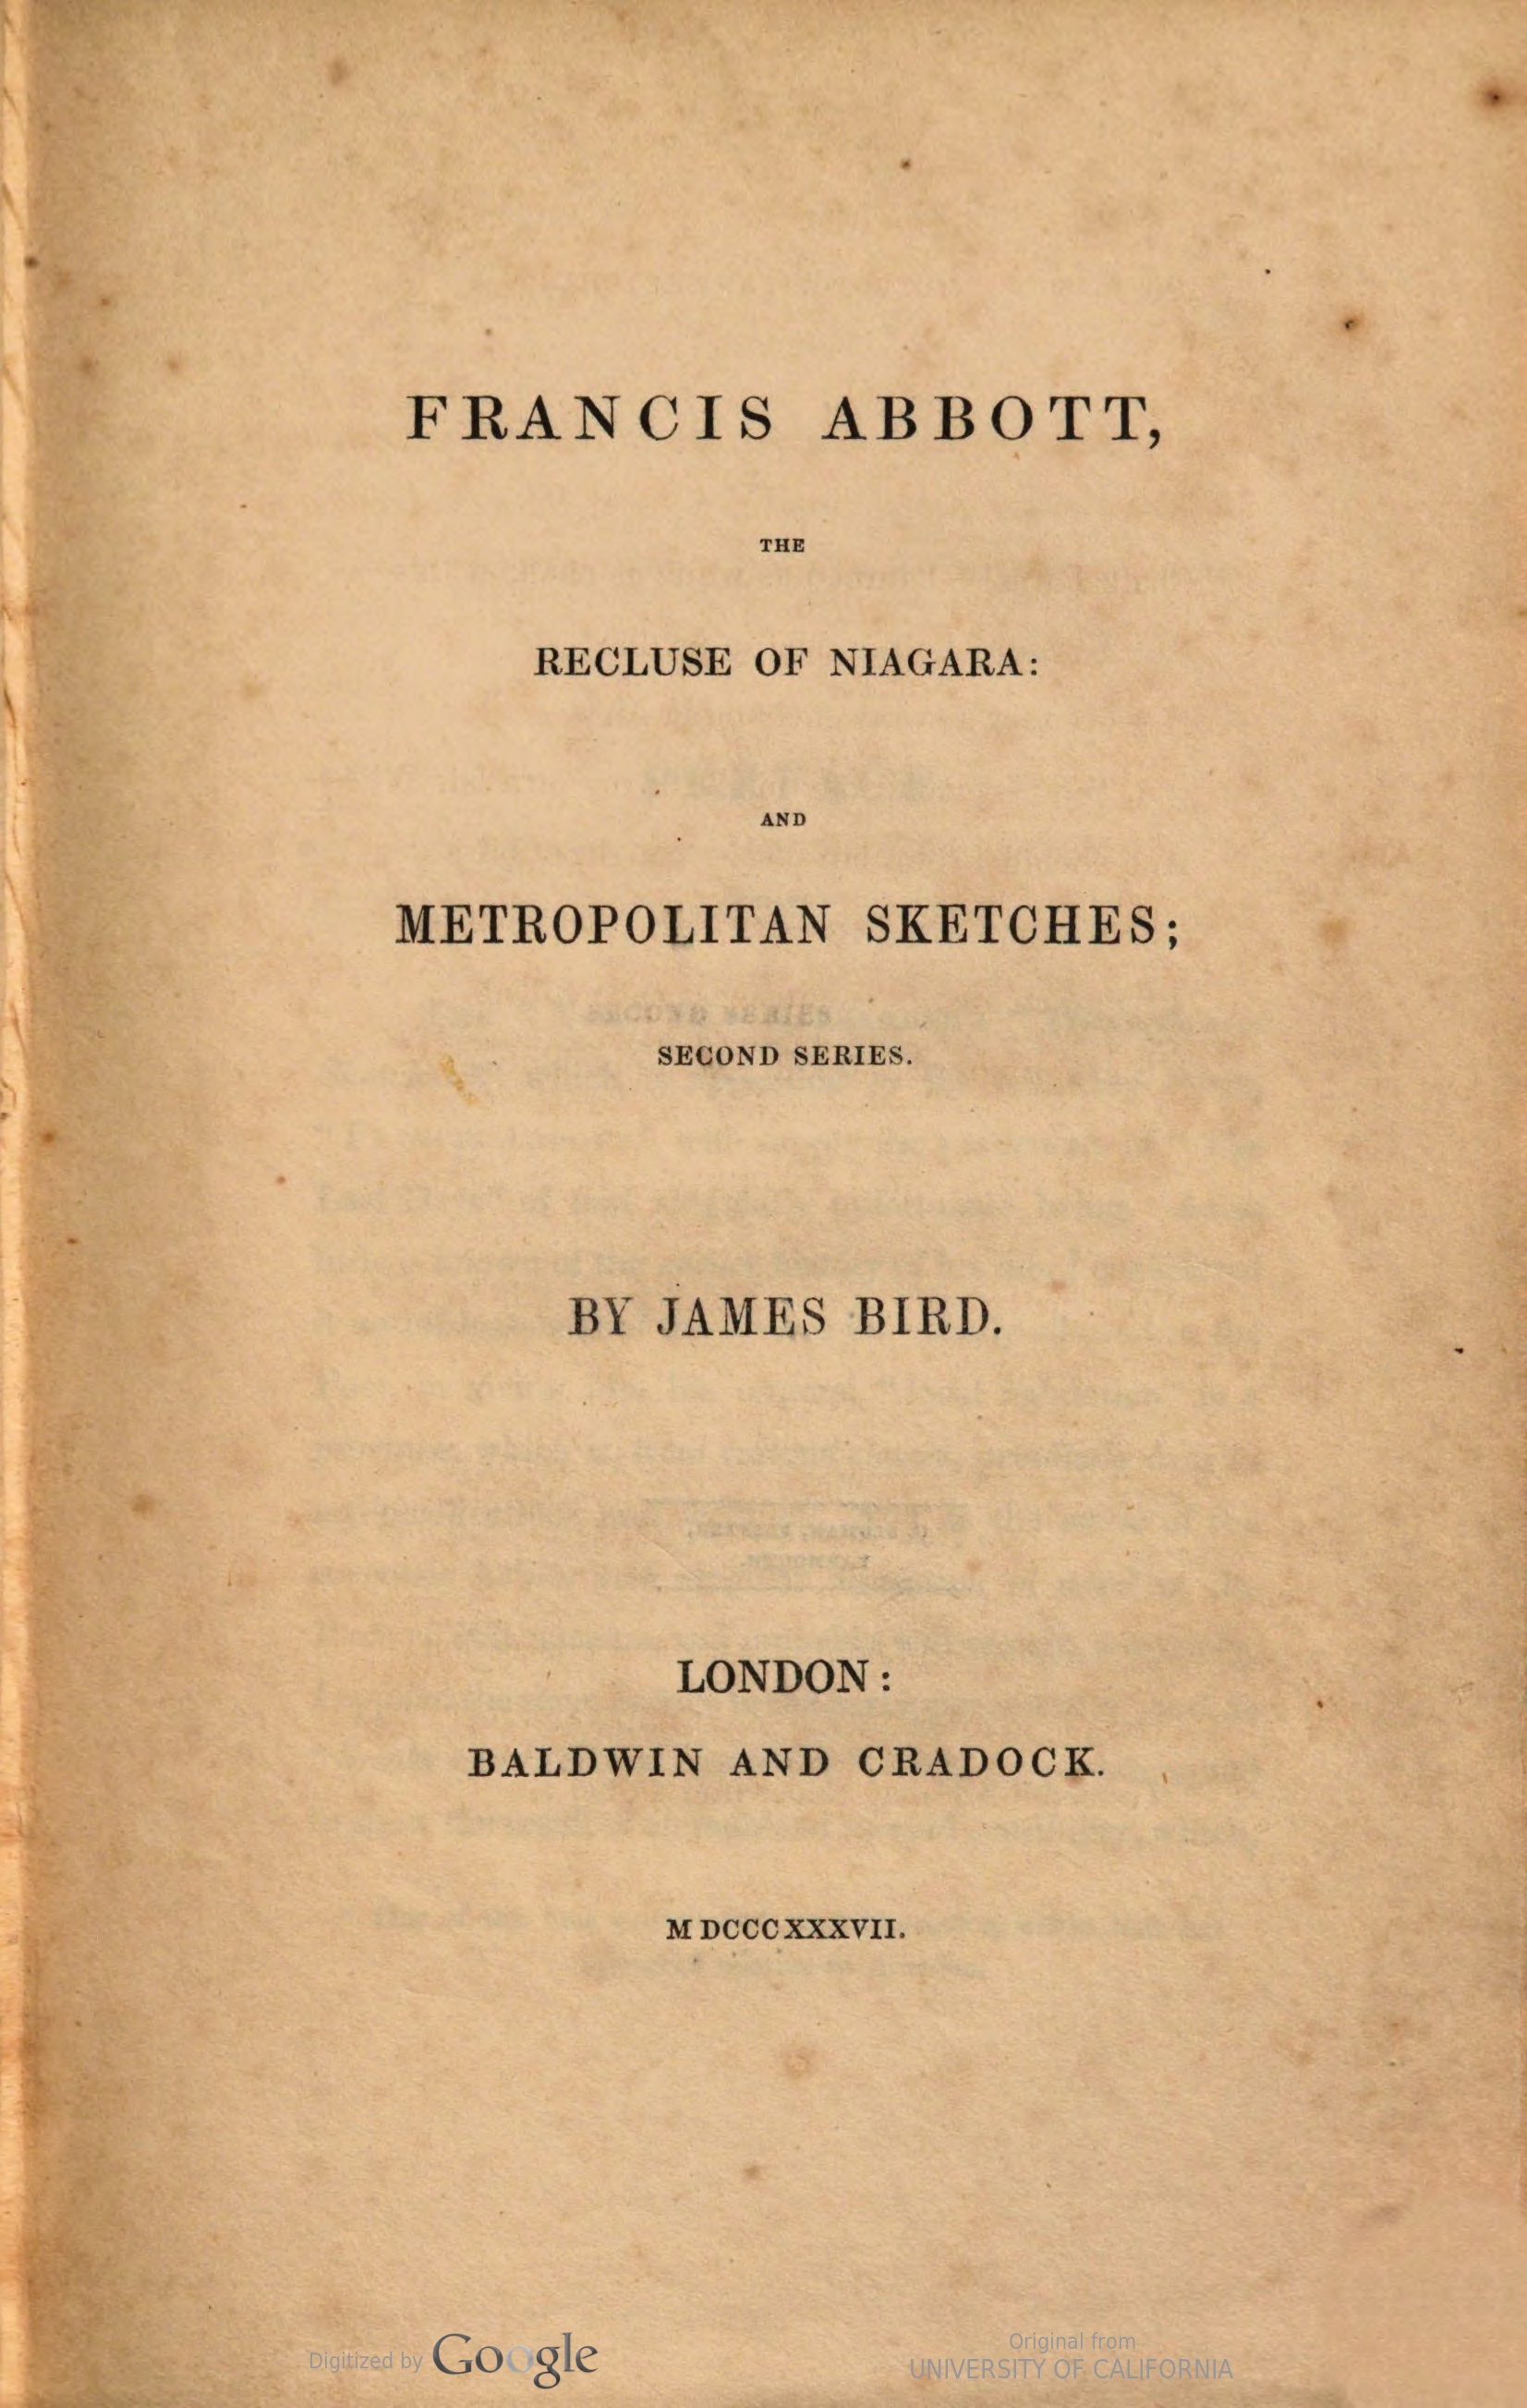 FRANCIS ABBOTT,
THE
RECLUSE OF NIAGARA:
AND
METROPOLITAN SKETCHES;
SECOND SERIES.
BY JAMES BIRD.
LONDON:
BALDWIN AND CRADOCK.
MDCCCXXXVII.
Digitized by Google
Original from
UNIVERSITY OF CALIFORNIA